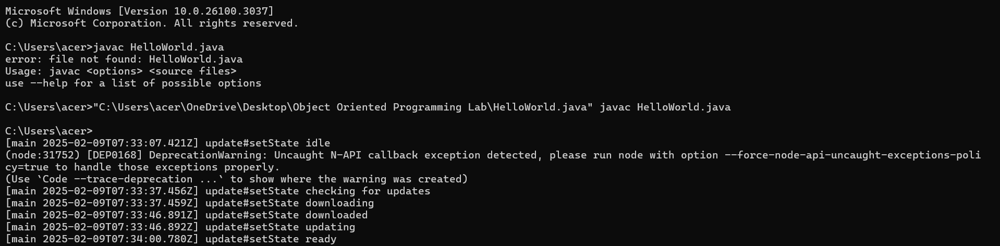 Microsoft Windows [Version 10.0.26100.3037]
(c) Microsoft Corporation. All rights reserved.

C:\Users\acer>javac HelloWorld.java
error: file not found: HelloWorld.java
Usage: javac <options> <source files>
use --help for a list of possible options

C:\Users\acer>"C:\Users\acer\OneDrive\Desktop\Object Oriented Programming Lab\HelloWorld.java" javac HelloWorld.java

C:\Users\acer>
[main 2025-02-09T07:33:07.421Z] update#setState idle
(node:31752) [DEP0168] DeprecationWarning: Uncaught N-API callback exception detected, please run node with option --force-node-api-uncaught-exceptions-poli
cy=true to handle those exceptions properly.
(Use `Code --trace-deprecation ...` to show where the warning was created)
[main 2025-02-09T07:33:37.456Z] update#setState checking for updates
[main 2025-02-09T07:33:37.459Z] update#setState downloading
[main 2025-02-09T07:33:46.891Z] update#setState downloaded
[main 2025-02-09T07:33:46.892Z] update#setState updating
[main 2025-02-09T07:34:00.780Z] update#setState ready